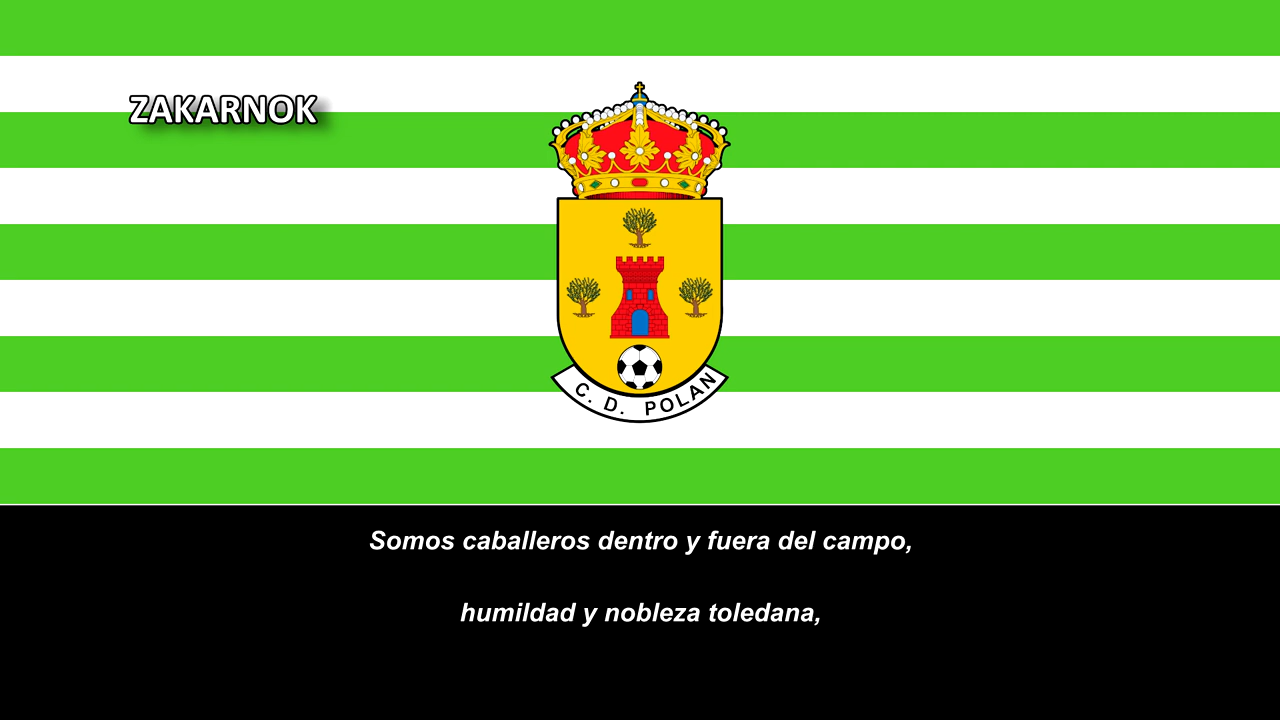 ZAKARNOK
C. D. POLAN
Somos caballeros dentro y fuera del campo,
humildad y nobleza toledana,